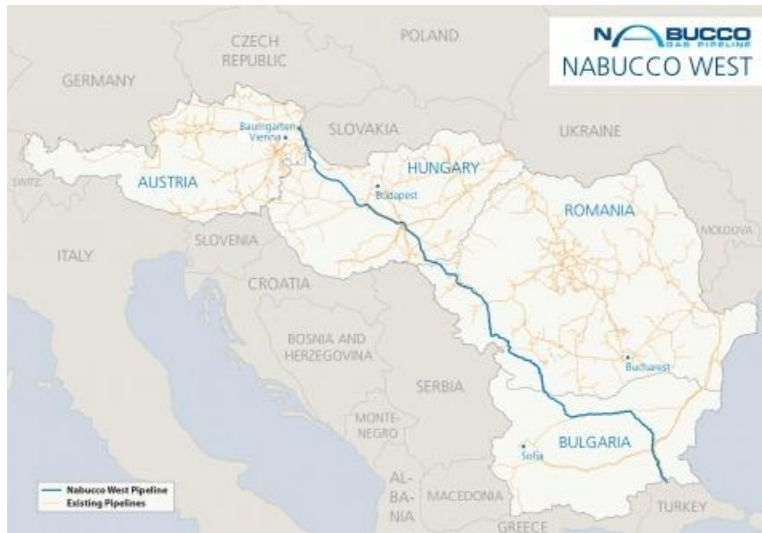 NABUCCO
GAS PIPELINE
NABUCCO WEST
POLAND
CZECH
REPUBLIC
GERMANY
UKRAINE
SLOVAKIA
Baumgarten
Vienna
HUNGARY
AUSTRIA
SWITZ.
Budapest
ROMANIA
MOLDOVA
SLOVENIA
ITALY
CROATIA
BOSNIA AND
HERZEGOVINA
Bucharest
SERBIA
MONTE-
NEGRO
BULGARIA
Sofia
AL-
BA-
NIA
MACEDONIA
TURKEY
GREECE
Nabucco West Pipeline
Existing Pipelines